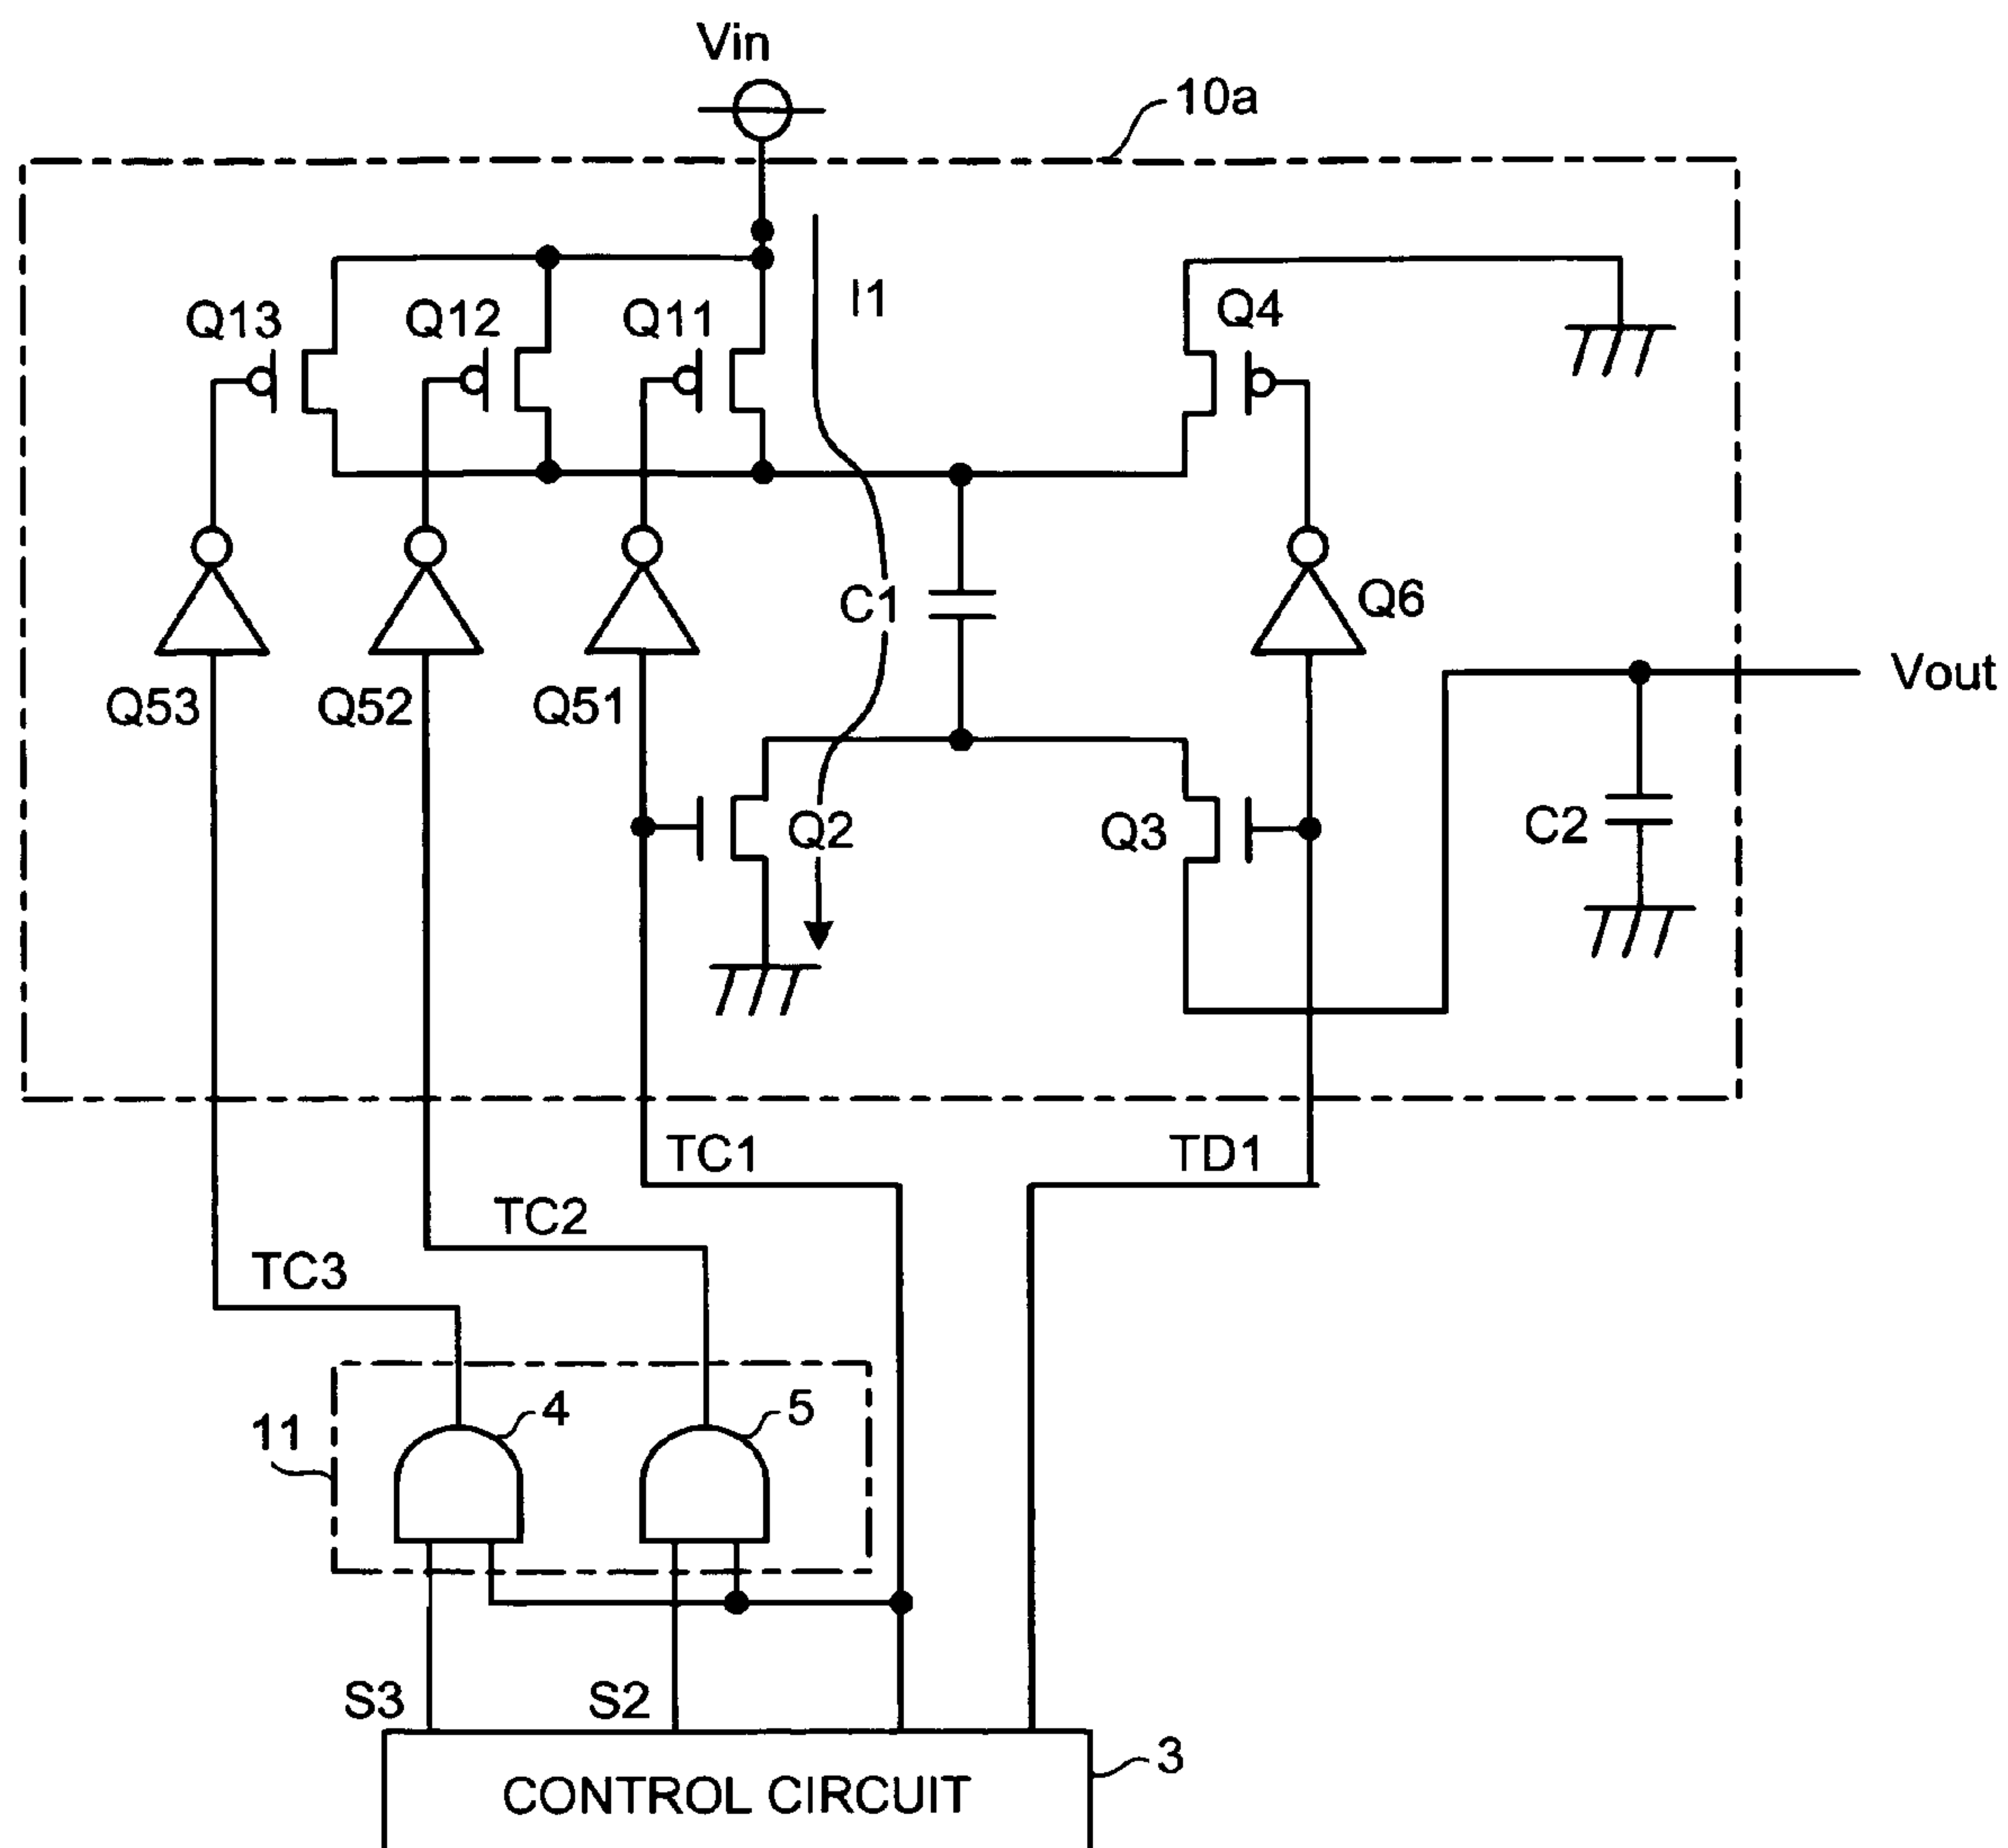 Vin
10a
I1
Q13
Q12
Q11
Q4
C1
Q6
Q53
Q52
Q51
Vout
Q2
Q3
C2
TC1
TD1
TC2
TC3
4
5
11
S3
S2
3
CONTROL CIRCUIT